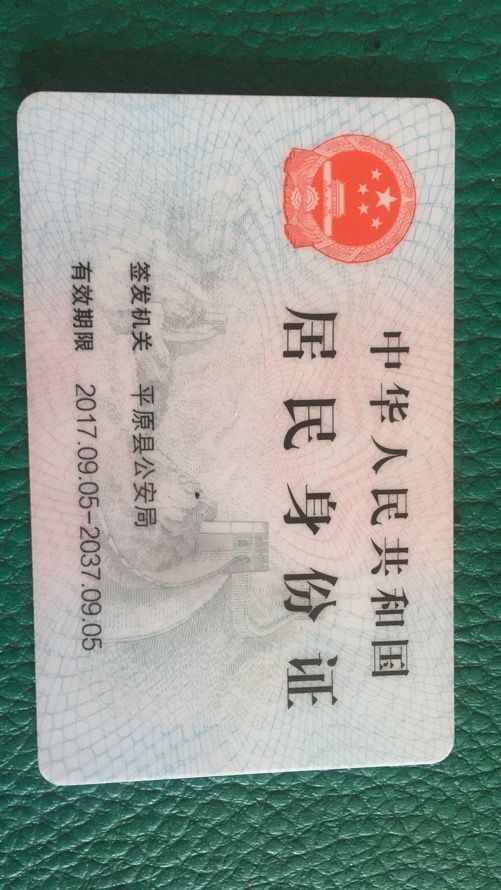 中华人民共和国
居民身份证
签发机关 平原县公安局
有效期限 2017.09.05-2037.09.05